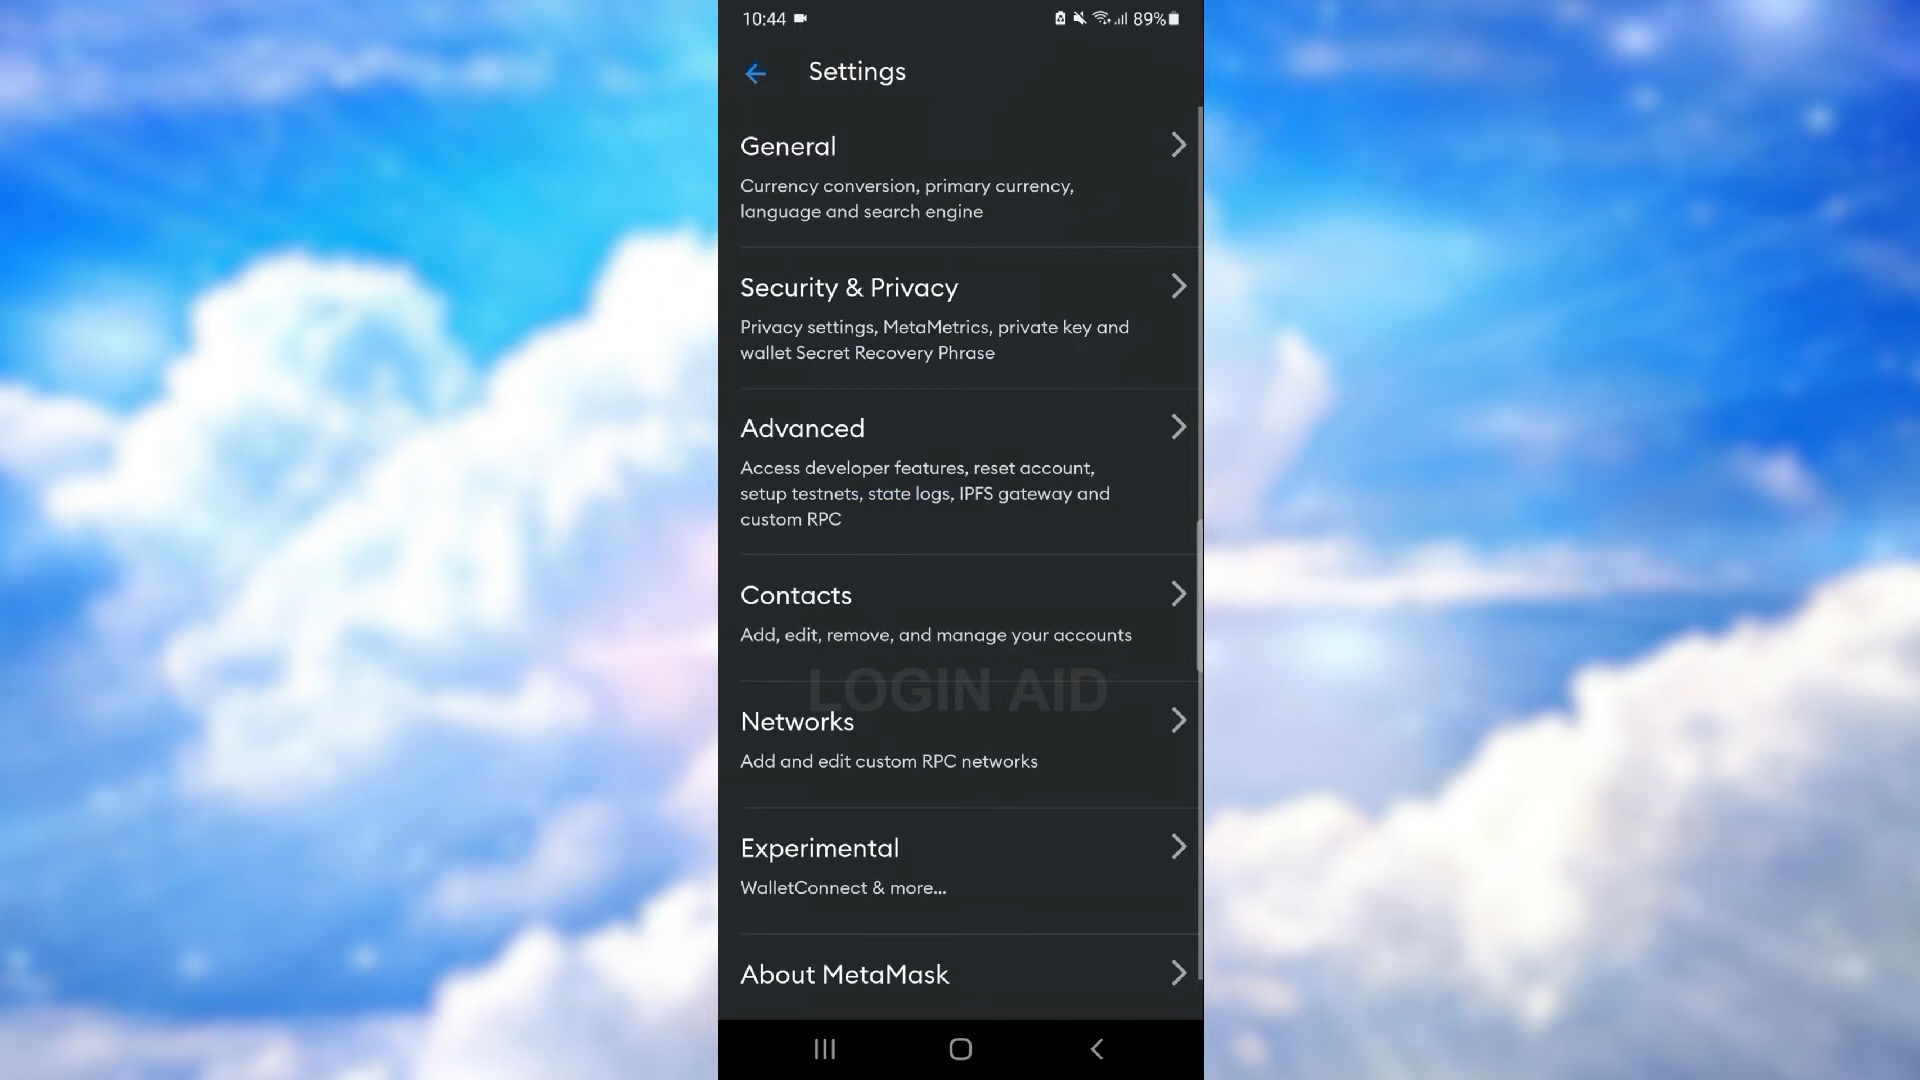 10:44 89%
Settings
General
Currency conversion, primary currency,
language and search engine
Security & Privacy
Privacy settings, MetaMetrics, private key and
wallet Secret Recovery Phrase
Advanced
Access developer features, reset account,
setup testnets, state logs, IPFS gateway and
custom RPC
Contacts
Add, edit, remove, and manage your accounts
LOGIN AID
Networks
Add and edit custom RPC networks
Experimental
WalletConnect & more...
About MetaMask